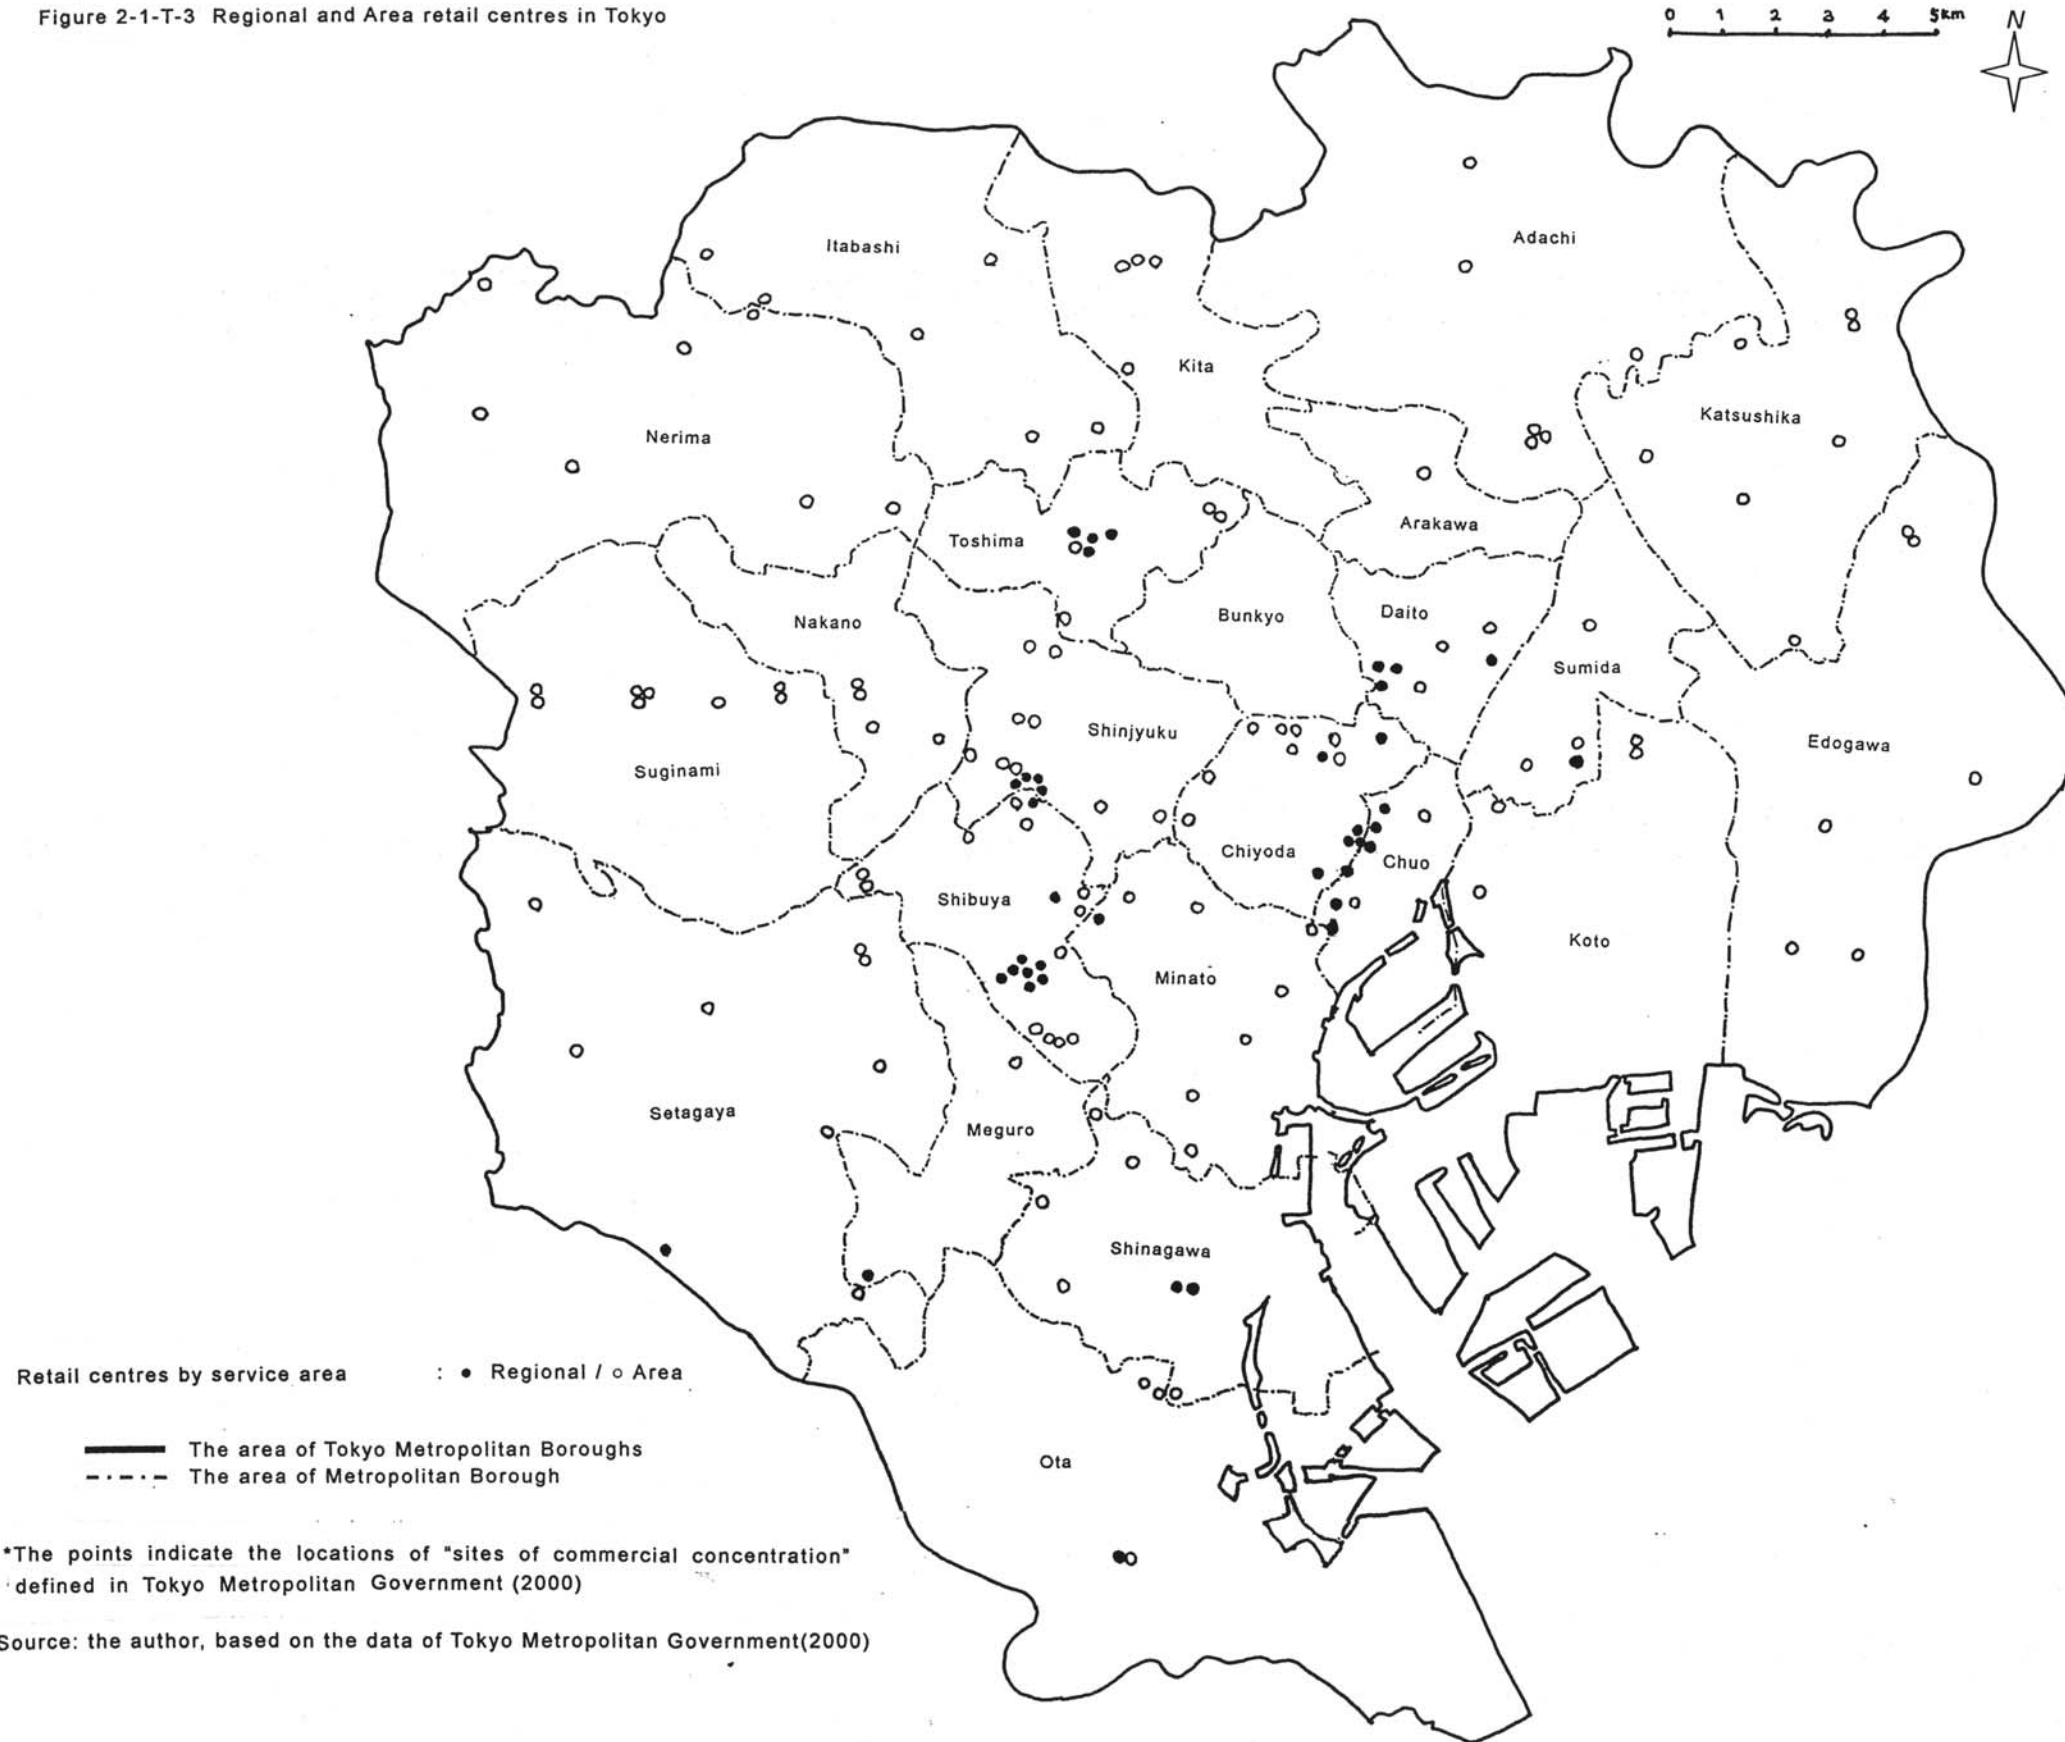 Figure 2-1-T-3 Regional and Area retail centres in Tokyo
0 1 2 3 4 5km
N
Adachi
Itabashi
Kita
Katsushika
Nerima
Arakawa
Toshima
Bunkyo
Daito
Nakano
Sumida
Shinjyuku
Edogawa
Suginami
Chiyoda
Chuo
Shibuya
Koto
Minato
Setagaya
Meguro
Shinagawa
Retail centres by service area : ● Regional / ○ Area
The area of Tokyo Metropolitan Boroughs
The area of Metropolitan Borough
Ota
*The points indicate the locations of "sites of commercial concentration"
defined in Tokyo Metropolitan Government (2000)
Source: the author, based on the data of Tokyo Metropolitan Government(2000)